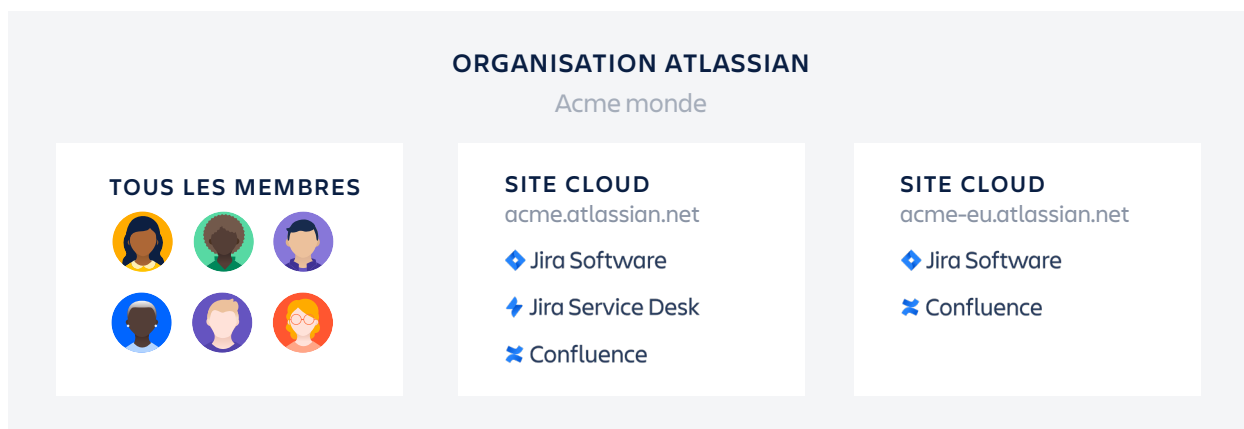 ORGANISATION ATLASSIAN
Acme monde
TOUS LES MEMBRES
SITE CLOUD
acme.atlassian.net
Jira Software
Jira Service Desk
Confluence
SITE CLOUD
acme-eu.atlassian.net
Jira Software
Confluence